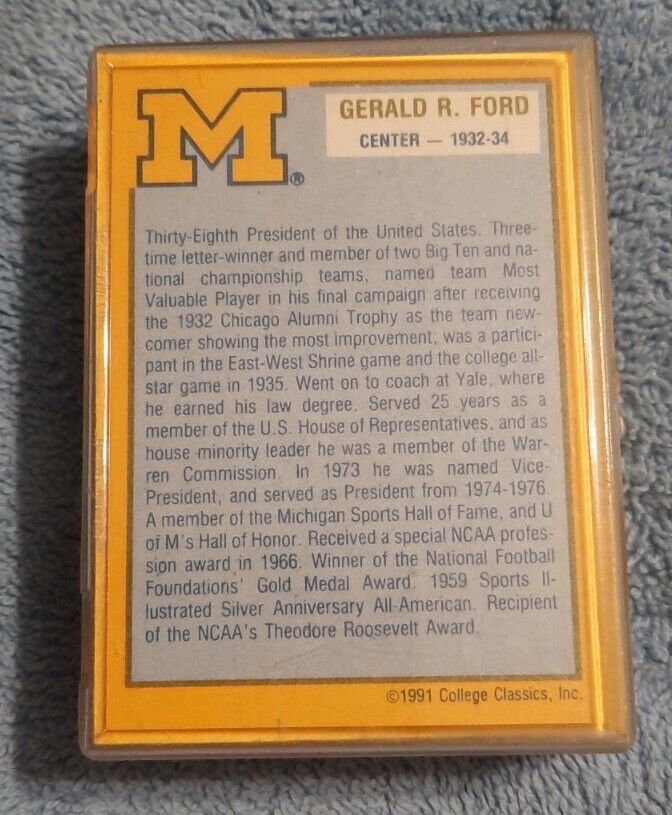 M®
GERALD R. FORD
CENTER — 1932-34
Thirty-Eighth President of the United States. Three-
time letter-winner and member of two Big Ten and na-
tional championship teams, named team Most
Valuable Player in his final campaign after receiving
the 1932 Chicago Alumni Trophy as the team new-
comer showing the most improvement; was a partici-
pant in the East-West Shrine game and the college all-
star game in 1935. Went on to coach at Yale, where
he earned his law degree. Served 25 years as a
member of the U.S. House of Representatives, and as
house minority leader he was a member of the War-
ren Commission. In 1973 he was named Vice-
President, and served as President from 1974-1976.
A member of the Michigan Sports Hall of Fame, and U
of M's Hall of Honor. Received a special NCAA profes-
sion award in 1966. Winner of the National Football
Foundations' Gold Medal Award. 1959 Sports Il-
lustrated Silver Anniversary All-American. Recipient
of the NCAA's Theodore Roosevelt Award.
©1991 College Classics, Inc.